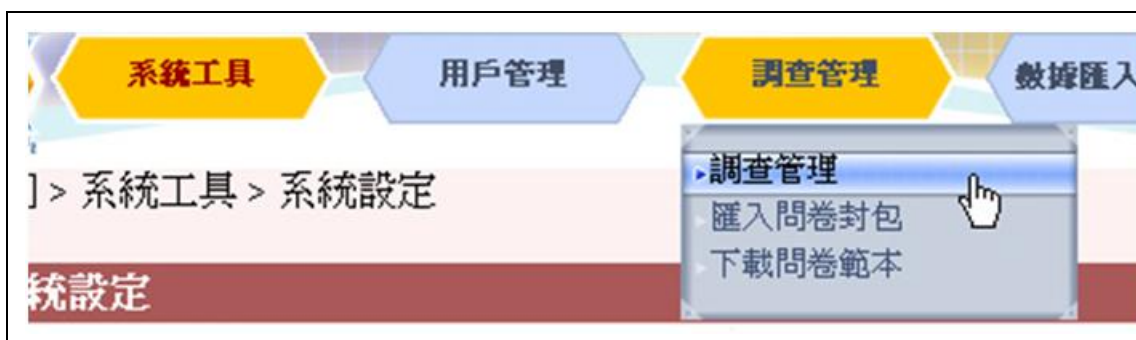 系統工具 用戶管理 調查管理 數據匯入
] > 系統工具 > 系統設定
調查管理
匯入問卷封包
下載問卷範本
統設定